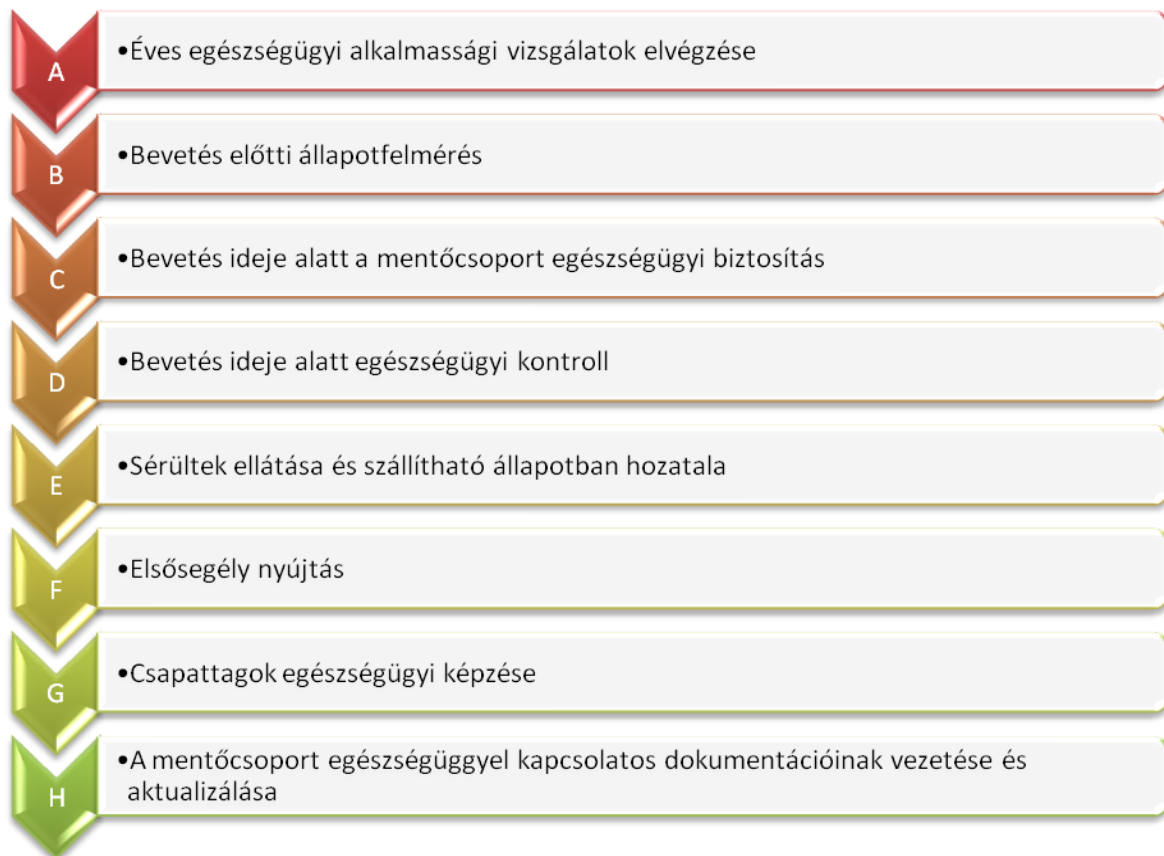 A
•Éves egészségügyi alkalmassági vizsgálatok elvégzése
B
•Bevetés előtti állapotfelmérés
C
•Bevetés ideje alatt a mentőcsoport egészségügyi biztosítás
D
•Bevetés ideje alatt egészségügyi kontroll
E
•Sérültek ellátása és szállítható állapotban hozatala
F
•Elsősegély nyújtás
G
•Csapattagok egészségügyi képzése
H
•A mentőcsoport egészségüggyel kapcsolatos dokumentációinak vezetése és
aktualizálása